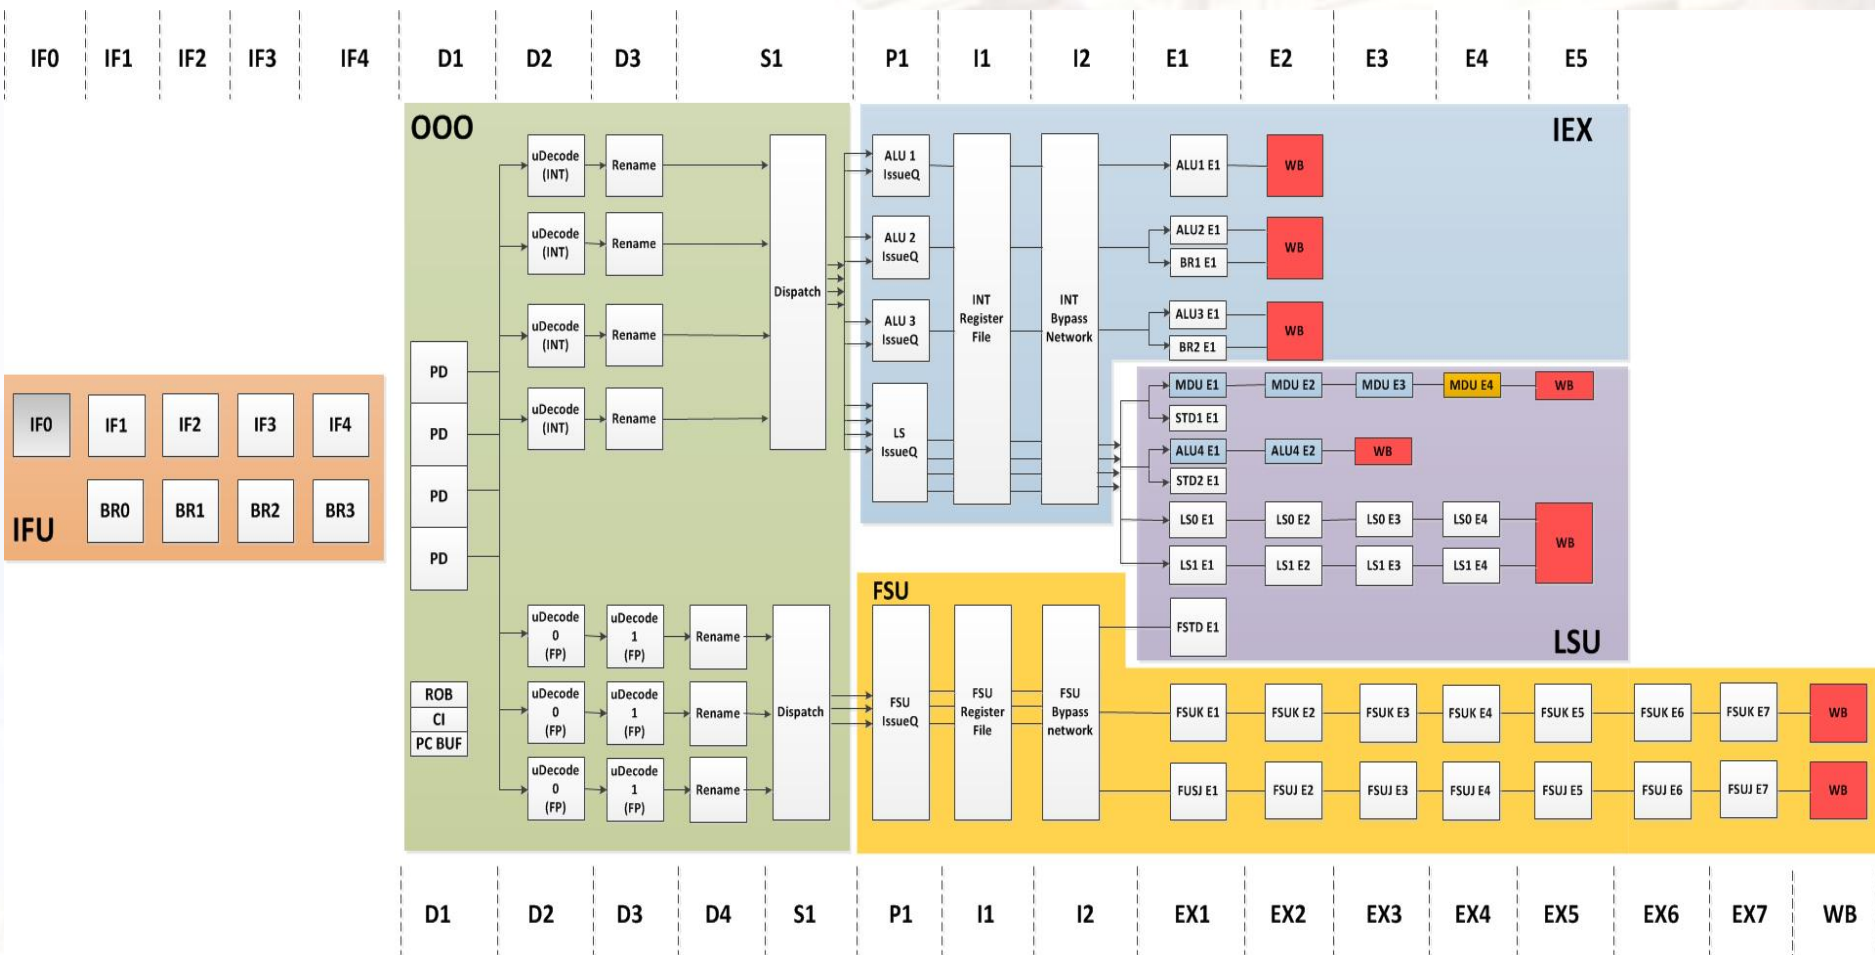 IF0 IF1 IF2 IF3 IF4 D1 D2 D3 S1 P1 I1 I2 E1 E2 E3 E4 E5
OOO
uDecode
(INT)
Rename
uDecode
(INT)
Rename
uDecode
(INT)
Rename
uDecode
(INT)
Rename
Dispatch
PD
PD
PD
PD
IF0 IF1 IF2 IF3 IF4
BR0 BR1 BR2 BR3
IFU
uDecode
0
(FP)
uDecode
1
(FP)
Rename
uDecode
0
(FP)
uDecode
1
(FP)
Rename
uDecode
0
(FP)
uDecode
1
(FP)
Rename
Dispatch
ROB
CI
PC BUF
IEX
ALU 1
IssueQ
ALU 2
IssueQ
ALU 3
IssueQ
LS
IssueQ
INT
Register
File
INT
Bypass
Network
ALU1 E1 WB
ALU2 E1
BR1 E1
WB
ALU3 E1
BR2 E1
WB
MDU E1 MDU E2 MDU E3 MDU E4 WB
STD1 E1
ALU4 E1 ALU4 E2 WB
STD2 E1
LS0 E1 LS0 E2 LS0 E3 LS0 E4
WB
LS1 E1 LS1 E2 LS1 E3 LS1 E4
FSTD E1
LSU
FSU
FSU
IssueQ
FSU
Register
File
FSU
Bypass
network
FSUK E1 FSUK E2 FSUK E3 FSUK E4 FSUK E5 FSUK E6 FSUK E7 WB
FUSJ E1 FSUJ E2 FSUJ E3 FSUJ E4 FSUJ E5 FSUJ E6 FSUJ E7 WB
D1 D2 D3 D4 S1 P1 I1 I2 EX1 EX2 EX3 EX4 EX5 EX6 EX7 WB